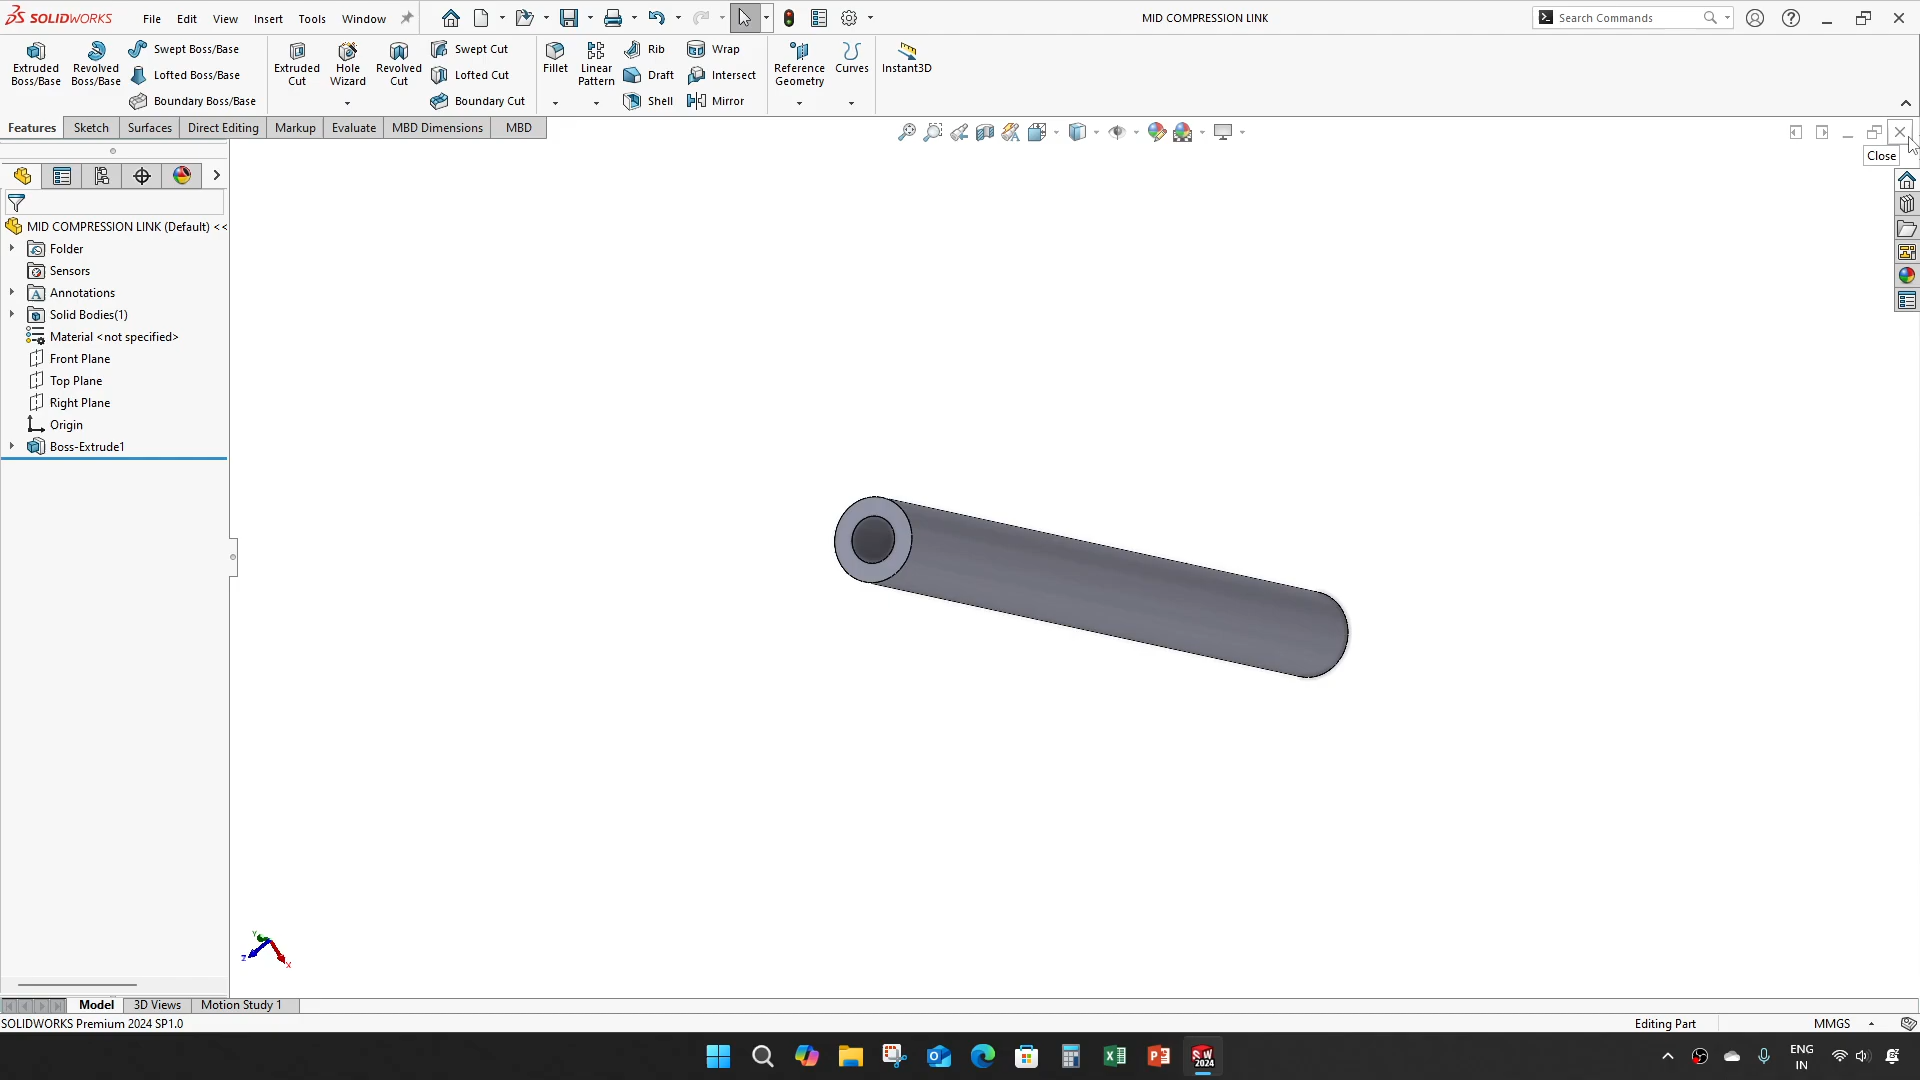 SOLIDWORKS File Edit View Insert Tools Window MID COMPRESSION LINK Search Commands
Extruded Boss/Base
Revolved Boss/Base
Swept Boss/Base
Lofted Boss/Base
Boundary Boss/Base
Extruded Cut
Hole Wizard
Revolved Cut
Swept Cut
Lofted Cut
Boundary Cut
Fillet
Linear Pattern
Rib
Draft
Shell
Wrap
Intersect
Mirror
Reference Geometry
Curves
Instant3D
Features Sketch Surfaces Direct Editing Markup Evaluate MBD Dimensions MBD
Close
MID COMPRESSION LINK (Default) <<
Folder
Sensors
Annotations
Solid Bodies(1)
Material <not specified>
Front Plane
Top Plane
Right Plane
Origin
Boss-Extrude1
Y
Z
X
Model 3D Views Motion Study 1
SOLIDWORKS Premium 2024 SP1.0 Editing Part MMGS
ENG
IN